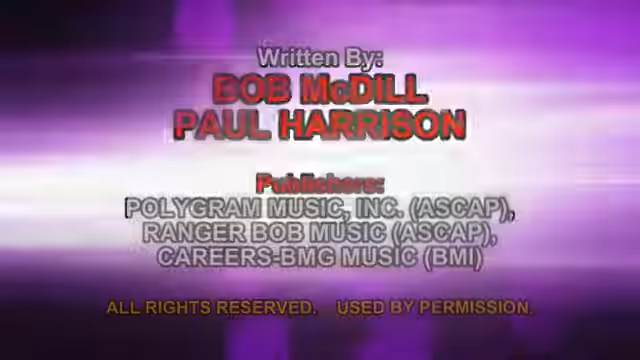 Written By:
BOB McDILL
PAUL HARRISON
Publishers:
POLYGRAM MUSIC, INC. (ASCAP),
RANGER BOB MUSIC (ASCAP),
CAREERS-BMG MUSIC (BMI)
ALL RIGHTS RESERVED. USED BY PERMISSION.